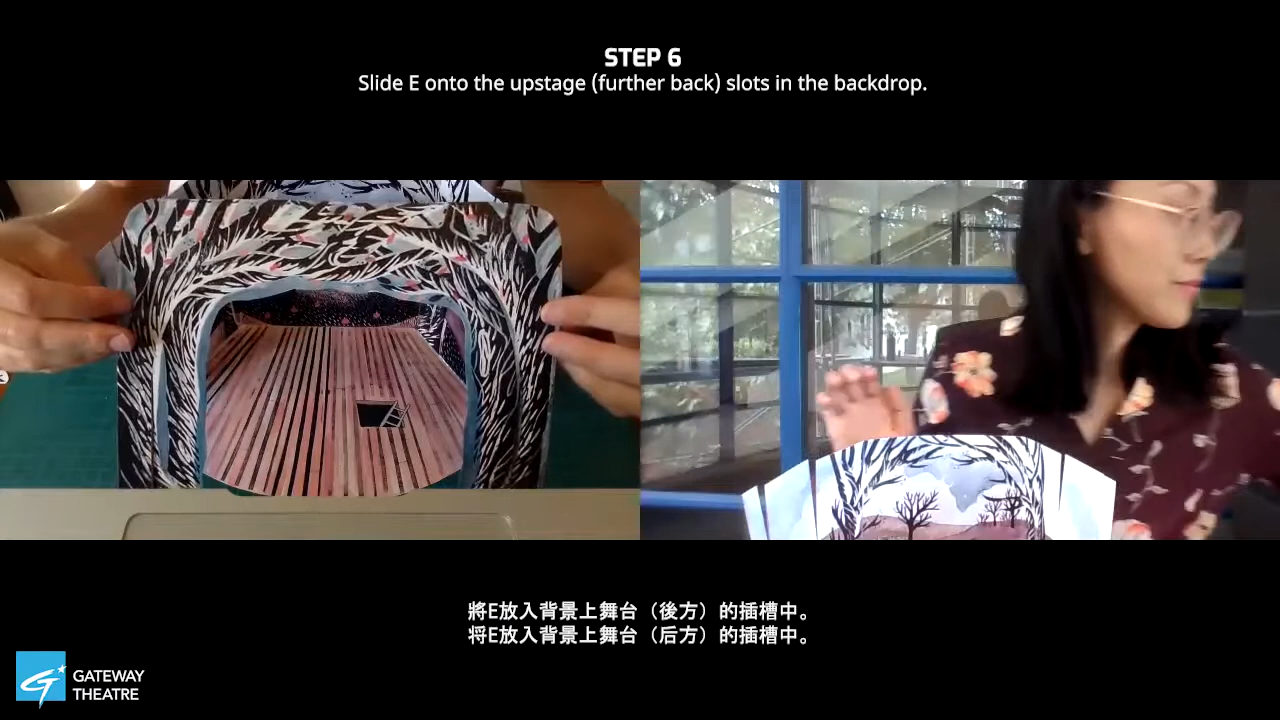 STEP 6
Slide E onto the upstage (further back) slots in the backdrop.
將E放入背景上舞台（後方）的插槽中。
将E放入背景上舞台（后方）的插槽中。
GATEWAY
THEATRE